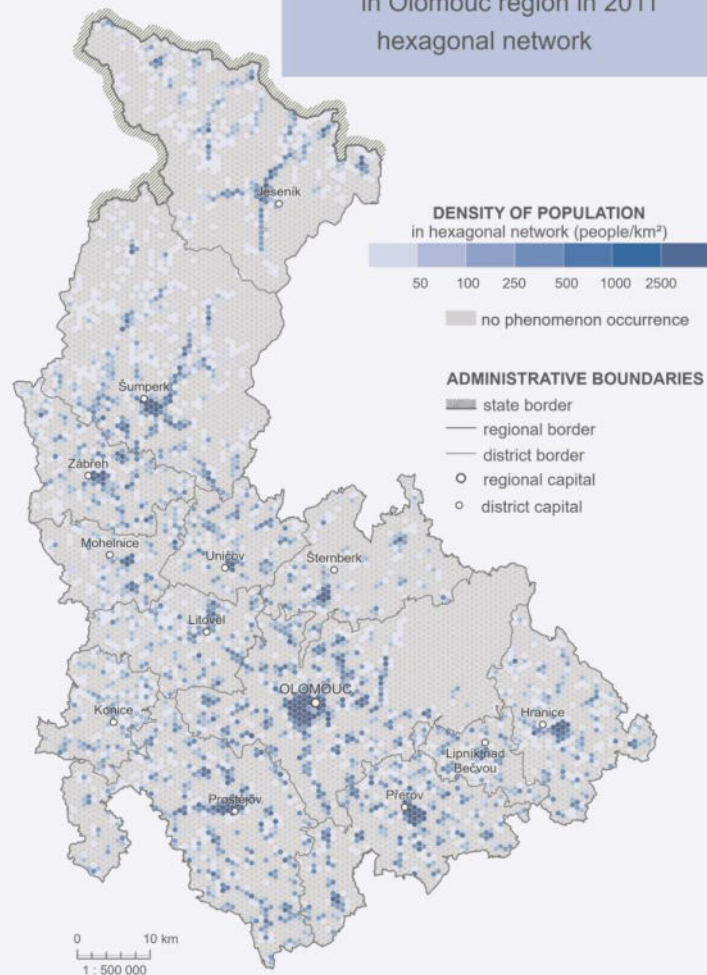 in Olomouc region in 2011
hexagonal network
Jeseník
DENSITY OF POPULATION
in hexagonal network (people/km²)
50 100 250 500 1000 2500
no phenomenon occurrence
ADMINISTRATIVE BOUNDARIES
state border
regional border
district border
regional capital
district capital
Šumperk
Zábřeh
Mohelnice
Uničov
Šternberk
Litovel
OLOMOUC
Konice
Hranice
Lipník nad
Bečvou
Prostějov
Přerov
0 10 km
1 : 500 000